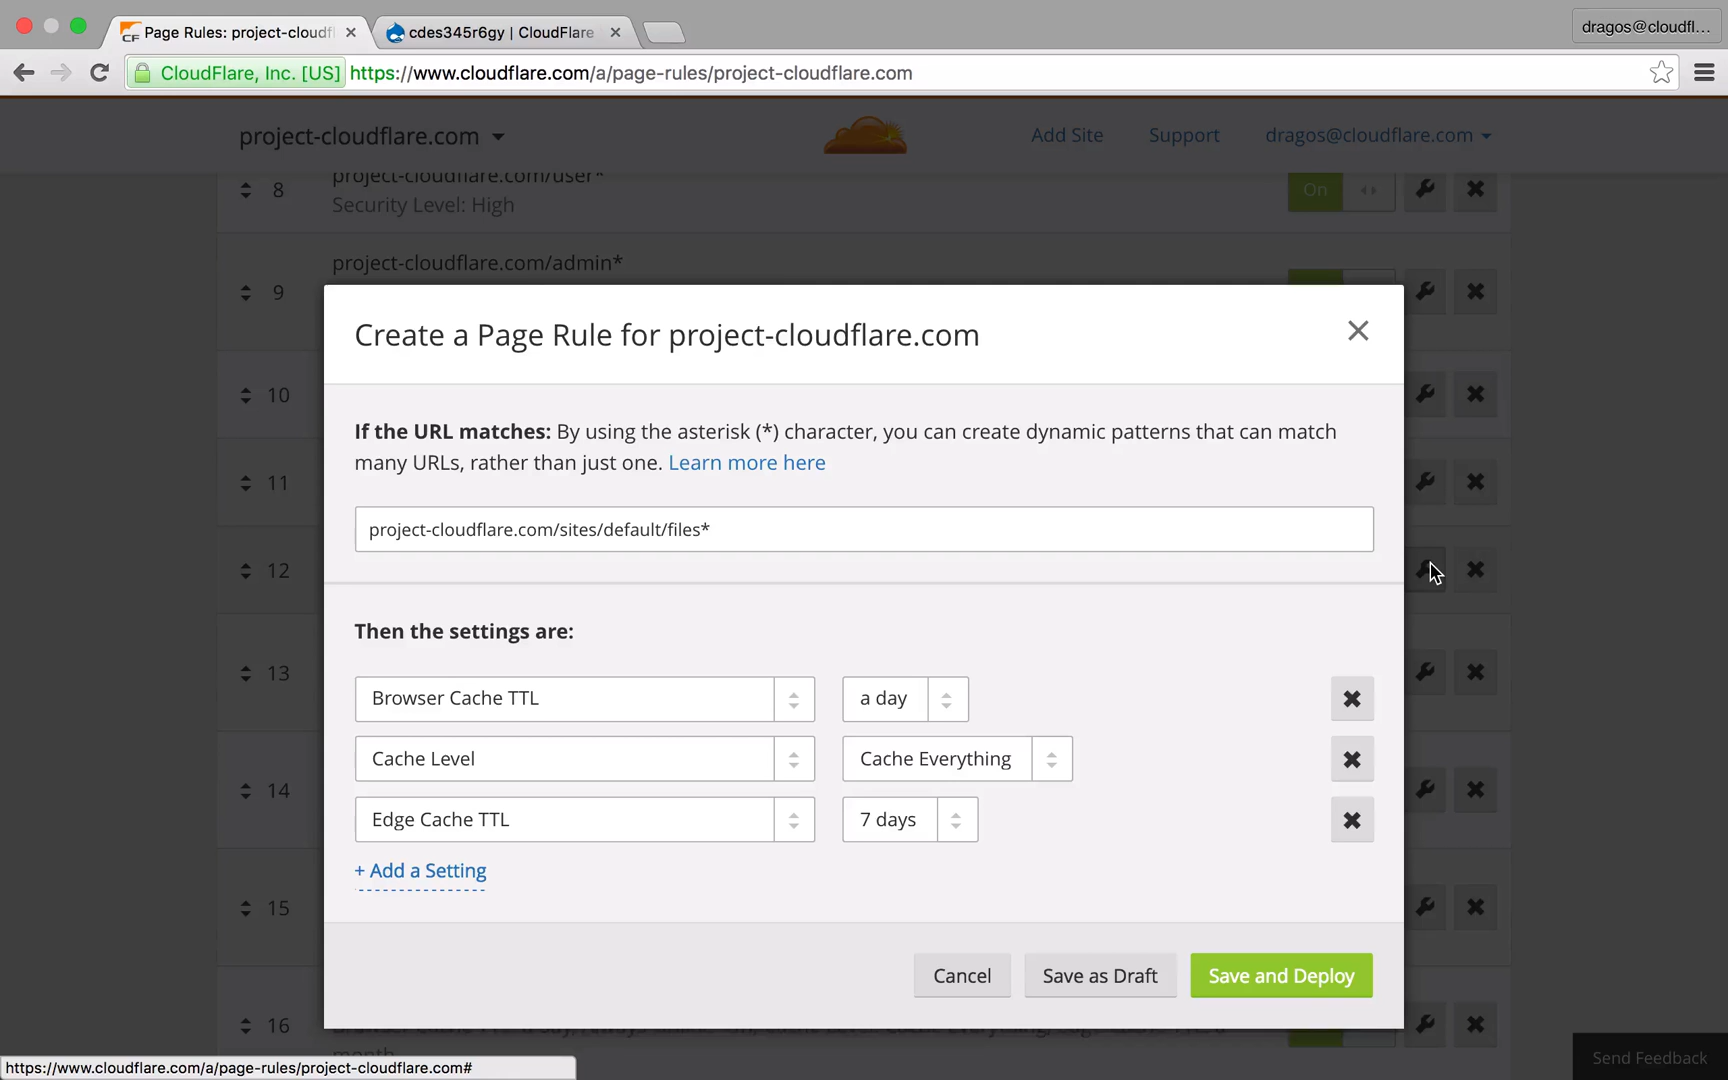 Page Rules: project-cloudf
cdes345r6gy | CloudFlare
dragos@cloudfl...
CloudFlare, Inc. [US]
https://www.cloudflare.com/a/page-rules/project-cloudflare.com
project-cloudflare.com
Add Site
Support
dragos@cloudflare.com
8
project-cloudflare.com/user*
Security Level: High
On
9
project-cloudflare.com/admin*
Create a Page Rule for project-cloudflare.com
If the URL matches: By using the asterisk (*) character, you can create dynamic patterns that can match
many URLs, rather than just one. Learn more here
project-cloudflare.com/sites/default/files*
Then the settings are:
Browser Cache TTL
a day
Cache Level
Cache Everything
Edge Cache TTL
7 days
+ Add a Setting
Cancel
Save as Draft
Save and Deploy
10
11
12
13
14
15
16
month
Send Feedback
https://www.cloudflare.com/a/page-rules/project-cloudflare.com#